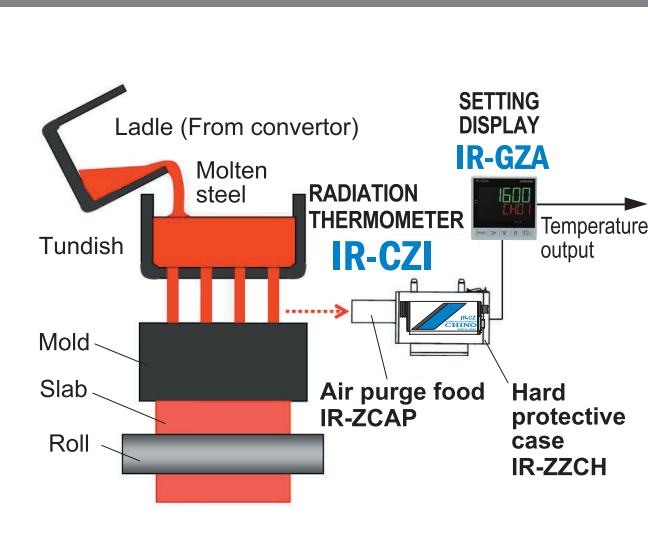 SETTING
DISPLAY
IR-GZA
Ladle (From convertor)
Molten
steel
RADIATION
THERMOMETER
IR-CZI
1600
CH01
Temperature
output
Tundish
IR-CZ
CHINO
Mold
Slab
Roll
Air purge food
IR-ZCAP
Hard
protective
case
IR-ZZCH